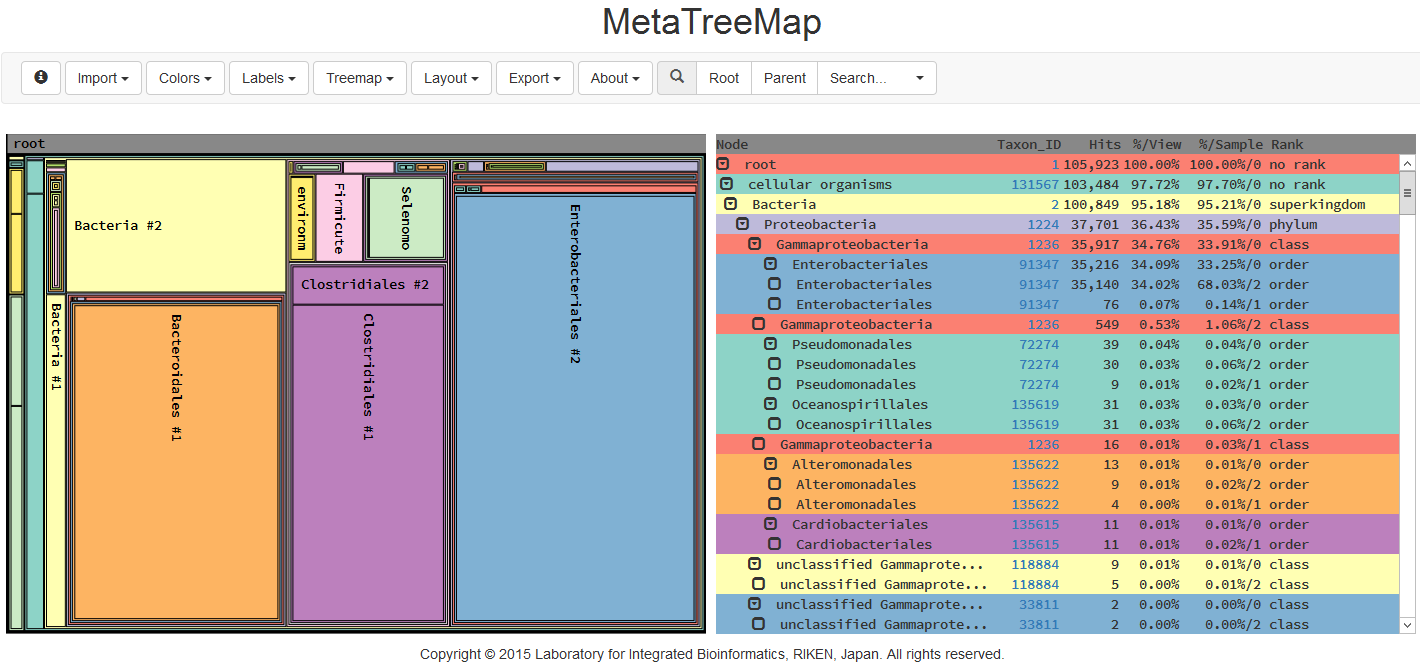 MetaTreeMap
Import Colors Labels Treemap Layout Export About Root Parent Search...
root
Bacteria #2
environm
Firmicute
Selenomo
Enterobacteriales #2
Clostridiales #2
Bacteria #1
Bacteroidales #1
Clostridiales #1
Node Taxon_ID Hits %/View %/Sample Rank
root 1 105,923 100.00% 100.00%/0 no rank
cellular organisms 131567 103,484 97.72% 97.70%/0 no rank
Bacteria 2 100,849 95.18% 95.21%/0 superkingdom
Proteobacteria 1224 37,701 36.43% 35.59%/0 phylum
Gammaproteobacteria 1236 35,917 34.76% 33.91%/0 class
Enterobacteriales 91347 35,216 34.09% 33.25%/0 order
Enterobacteriales 91347 35,140 34.02% 68.03%/2 order
Enterobacteriales 91347 76 0.07% 0.14%/1 order
Gammaproteobacteria 1236 549 0.53% 1.06%/2 class
Pseudomonadales 72274 39 0.04% 0.04%/0 order
Pseudomonadales 72274 30 0.03% 0.06%/2 order
Pseudomonadales 72274 9 0.01% 0.02%/1 order
Oceanospirillales 135619 31 0.03% 0.03%/0 order
Oceanospirillales 135619 31 0.03% 0.06%/2 order
Gammaproteobacteria 1236 16 0.01% 0.03%/1 class
Alteromonadales 135622 13 0.01% 0.01%/0 order
Alteromonadales 135622 9 0.01% 0.02%/2 order
Alteromonadales 135622 4 0.00% 0.01%/1 order
Cardiobacteriales 135615 11 0.01% 0.01%/0 order
Cardiobacteriales 135615 11 0.01% 0.02%/1 order
unclassified Gammaprote... 118884 9 0.01% 0.01%/0 class
unclassified Gammaprote... 118884 5 0.00% 0.01%/2 class
unclassified Gammaprote... 33811 2 0.00% 0.00%/0 class
unclassified Gammaprote... 33811 2 0.00% 0.00%/2 class
Copyright © 2015 Laboratory for Integrated Bioinformatics, RIKEN, Japan. All rights reserved.